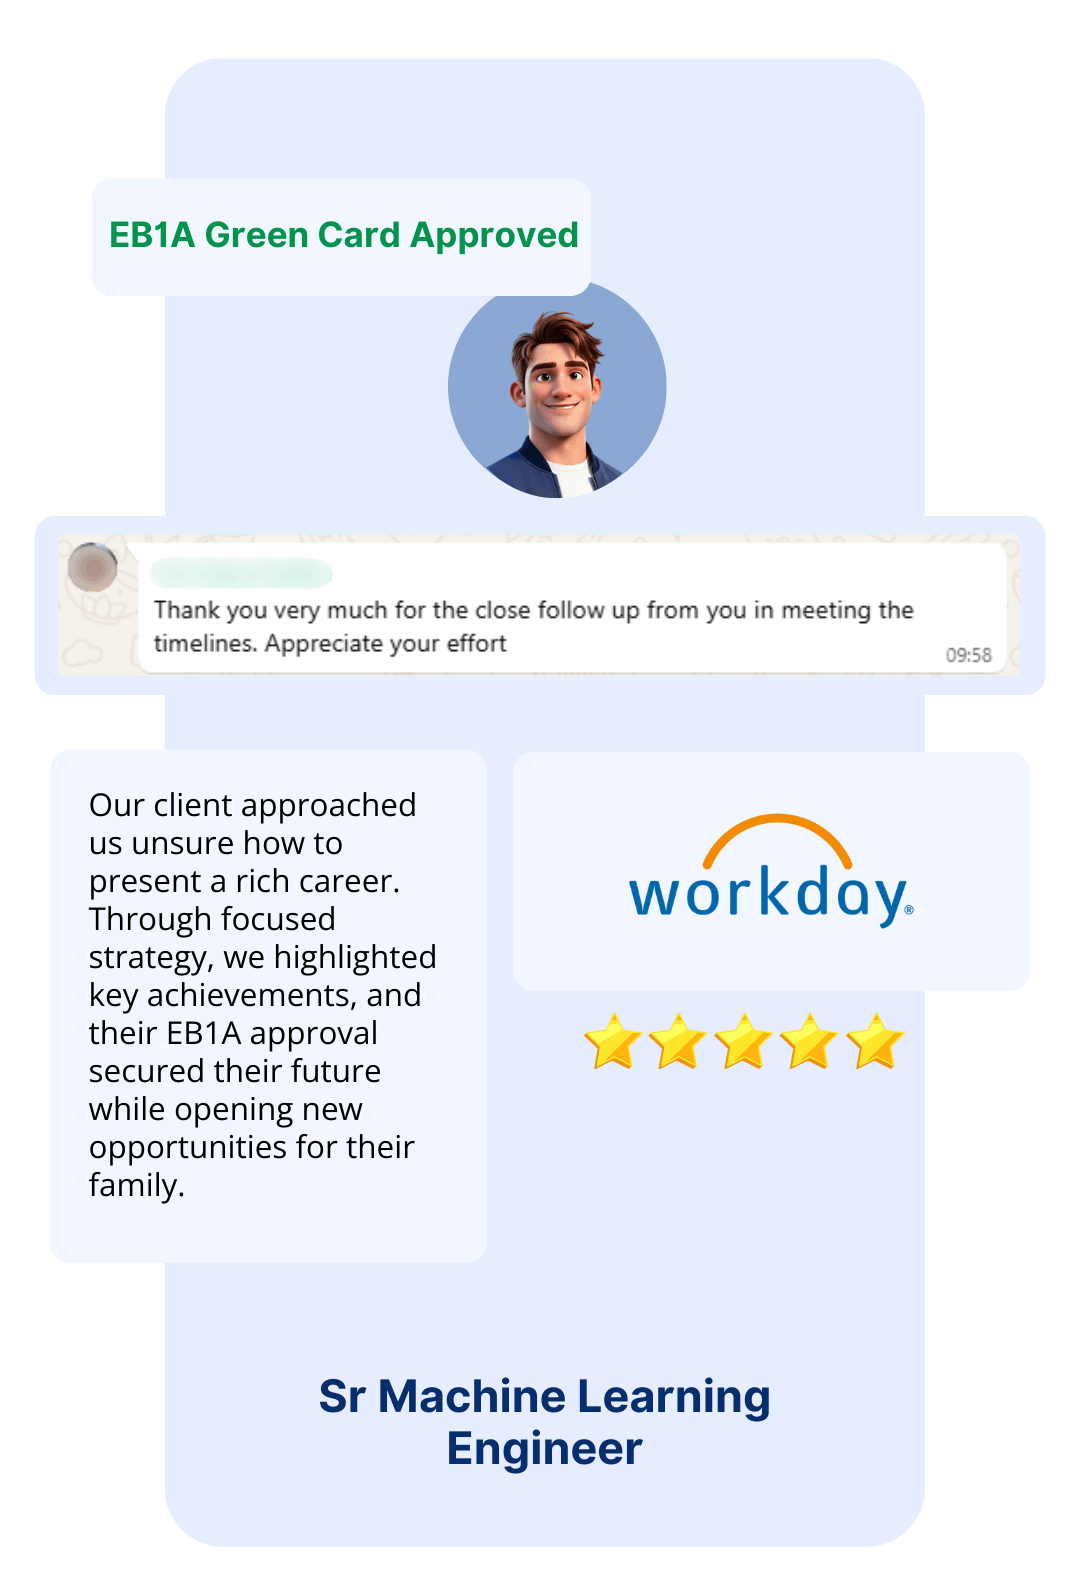 EB1A Green Card Approved
Thank you very much for the close follow up from you in meeting the
timelines. Appreciate your effort
09:58
Our client approached
us unsure how to
present a rich career.
Through focused
strategy, we highlighted
key achievements, and
their EB1A approval
secured their future
while opening new
opportunities for their
family.
workday®
Sr Machine Learning
Engineer